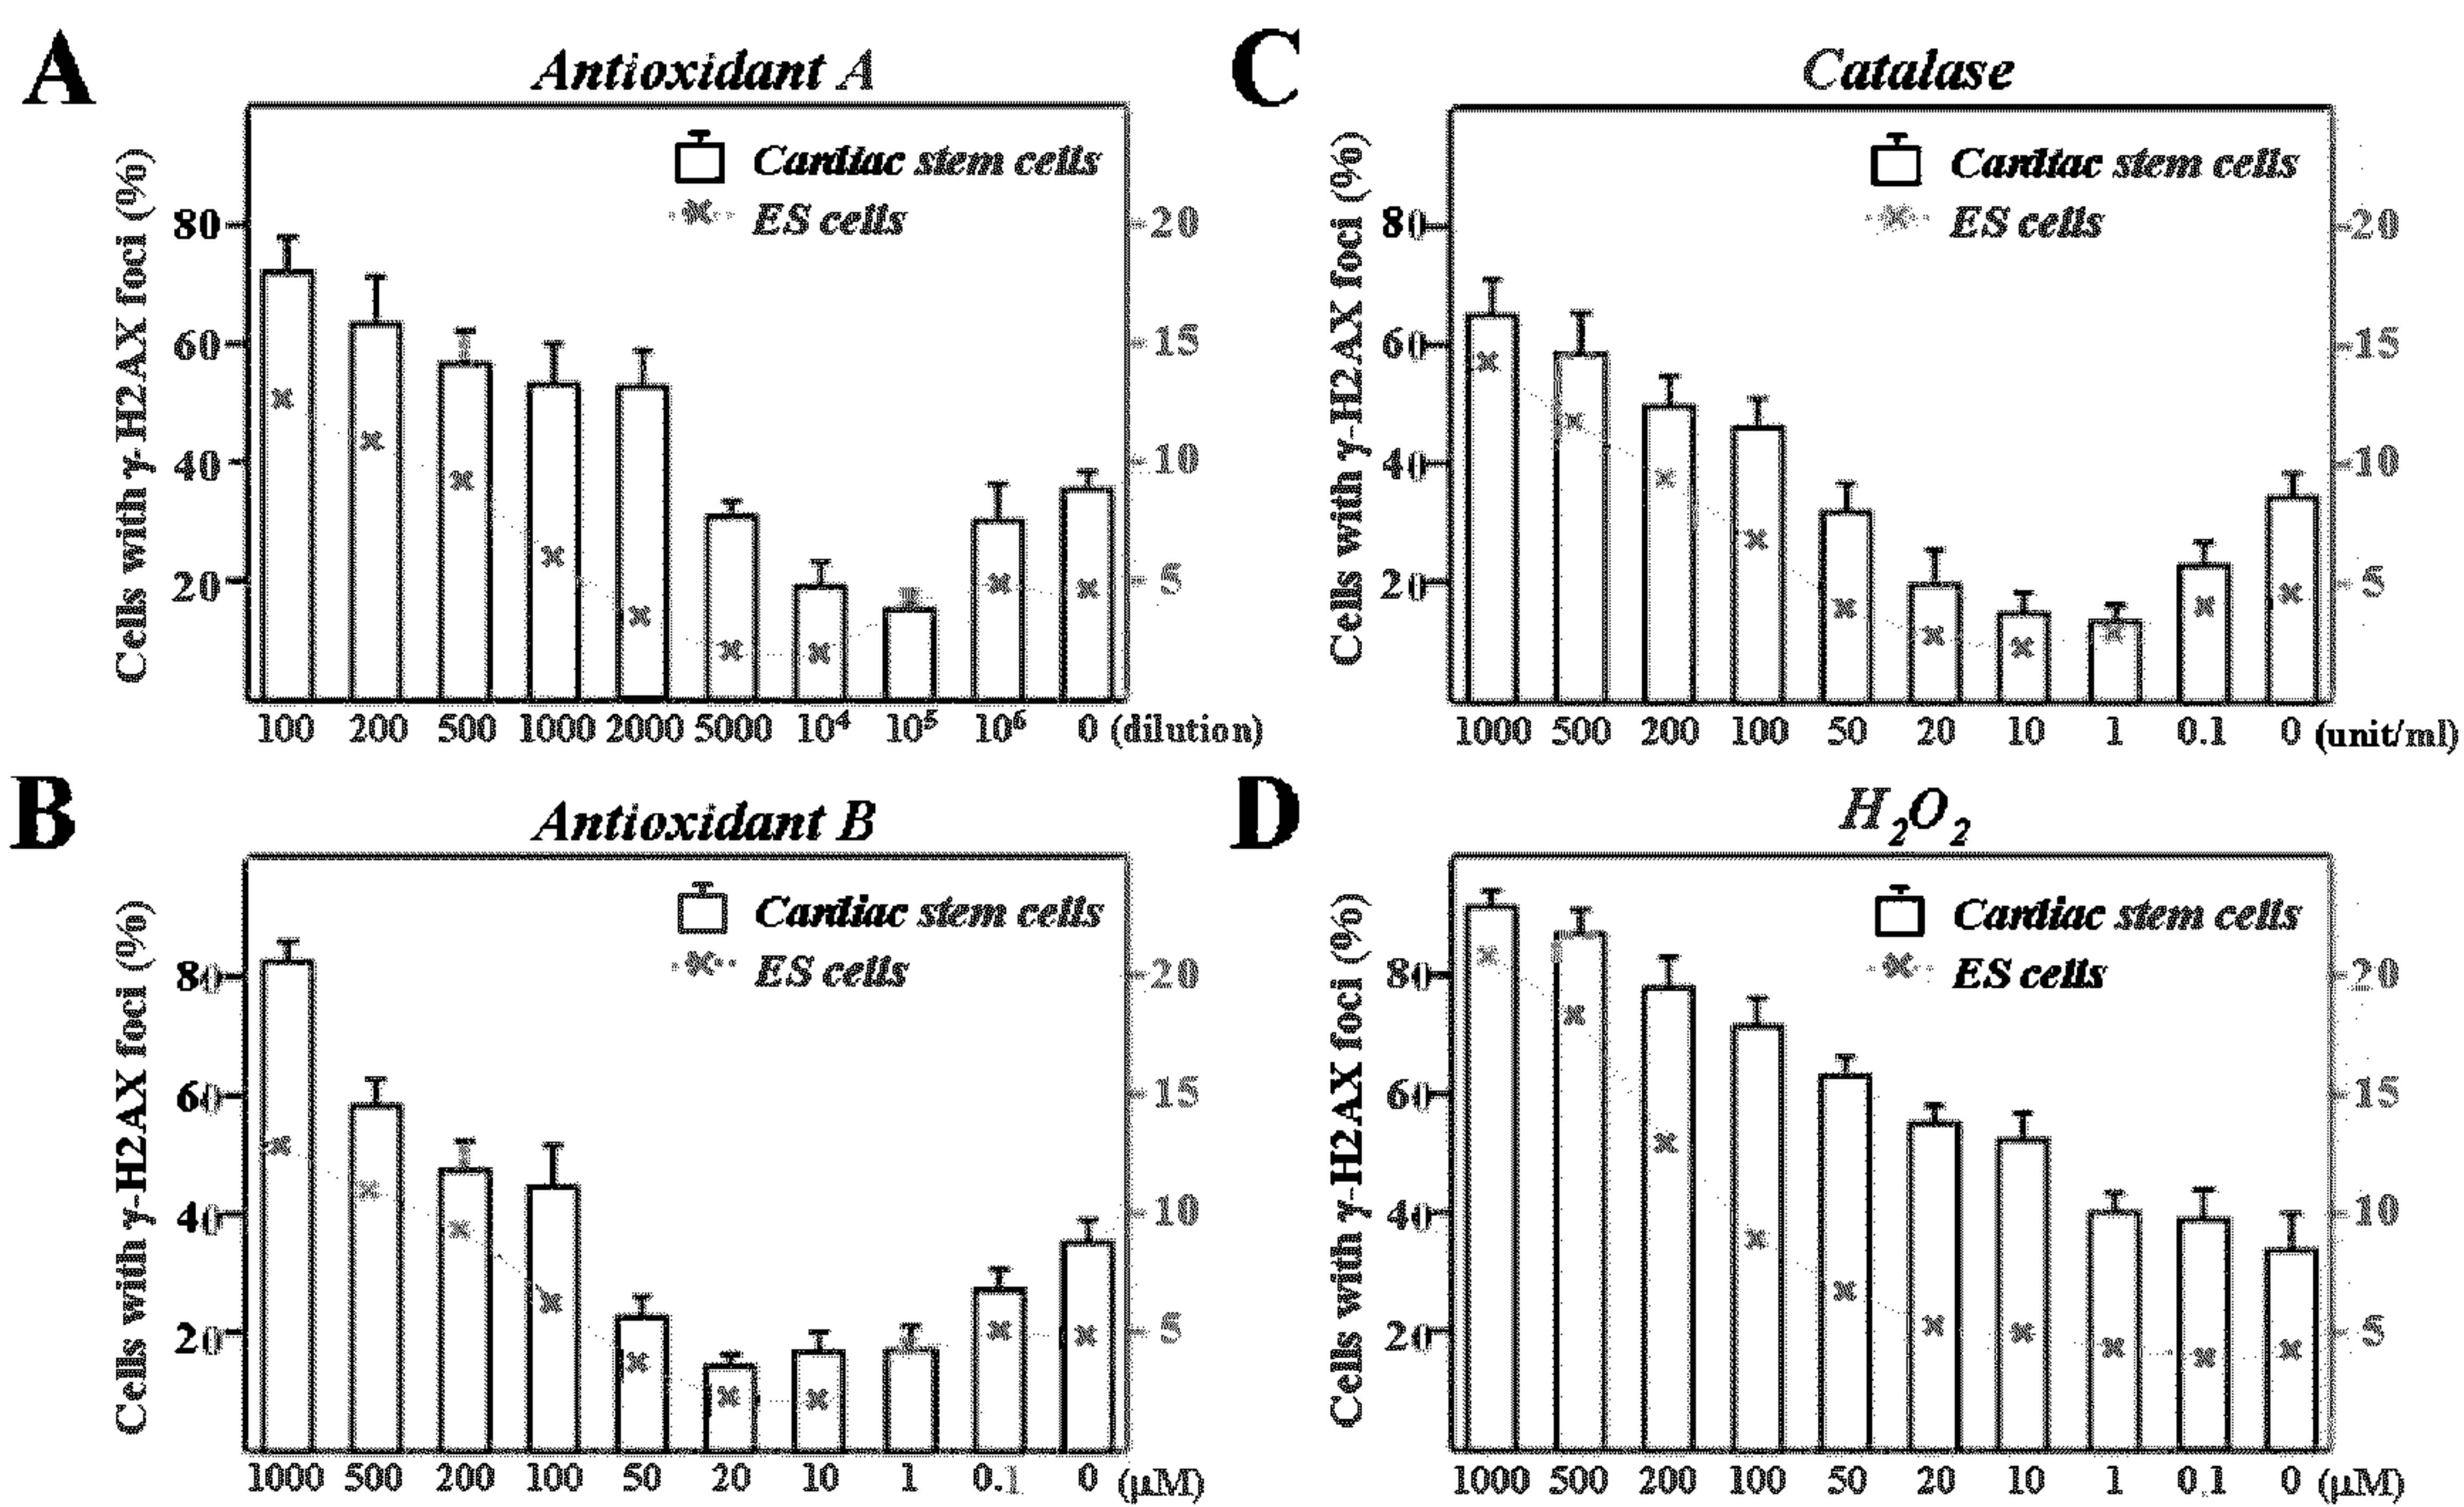 A
Antioxidant A
Cells with γ-H2AX foci (%)
Cardiac stem cells
ES cells
80
60
40
20
20
15
10
5
100 200 500 1000 2000 5000 10⁴ 10⁵ 10⁶ 0 (dilution)
B
Antioxidant B
Cells with γ-H2AX foci (%)
Cardiac stem cells
ES cells
80
60
40
20
20
15
10
5
1000 500 200 100 50 20 10 1 0.1 0 (μM)
C
Catalase
Cells with γ-H2AX foci (%)
Cardiac stem cells
ES cells
80
60
40
20
20
15
10
5
1000 500 200 100 50 20 10 1 0.1 0 (unit/ml)
D
H₂O₂
Cells with γ-H2AX foci (%)
Cardiac stem cells
ES cells
80
60
40
20
20
15
10
5
1000 500 200 100 50 20 10 1 0.1 0 (μM)